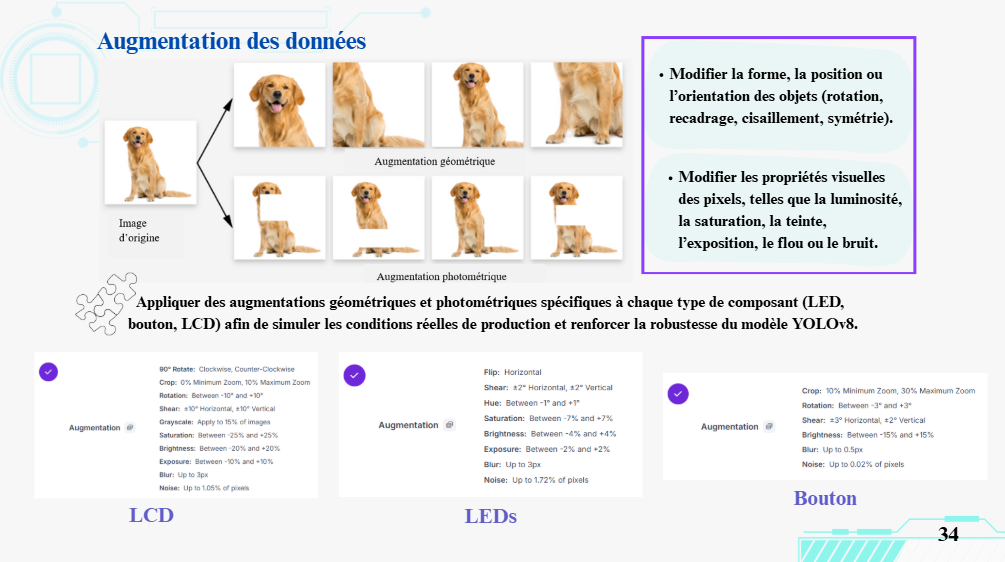 Augmentation des données
Image
d'origine
Augmentation géométrique
Augmentation photométrique
• Modifier la forme, la position ou
l'orientation des objets (rotation,
recadrage, cisaillement, symétrie).
• Modifier les propriétés visuelles
des pixels, telles que la luminosité,
la saturation, la teinte,
l'exposition, le flou ou le bruit.
Appliquer des augmentations géométriques et photométriques spécifiques à chaque type de composant (LED,
bouton, LCD) afin de simuler les conditions réelles de production et renforcer la robustesse du modèle YOLOv8.
Augmentation
90° Rotate: Clockwise, Counter-Clockwise
Crop: 0% Minimum Zoom, 10% Maximum Zoom
Rotation: Between -10° and +10°
Shear: ±10° Horizontal, ±10° Vertical
Grayscale: Apply to 15% of images
Saturation: Between -25% and +25%
Brightness: Between -20% and +20%
Exposure: Between -10% and +10%
Blur: Up to 3px
Noise: Up to 1.05% of pixels
LCD
Augmentation
Flip: Horizontal
Shear: ±2° Horizontal, ±2° Vertical
Hue: Between -1° and +1°
Saturation: Between -7% and +7%
Brightness: Between -4% and +4%
Exposure: Between -2% and +2%
Blur: Up to 3px
Noise: Up to 1.72% of pixels
LEDs
Augmentation
Crop: 10% Minimum Zoom, 30% Maximum Zoom
Rotation: Between -3° and +3°
Shear: ±3° Horizontal, ±2° Vertical
Brightness: Between -15% and +15%
Blur: Up to 0.5px
Noise: Up to 0.02% of pixels
Bouton
34